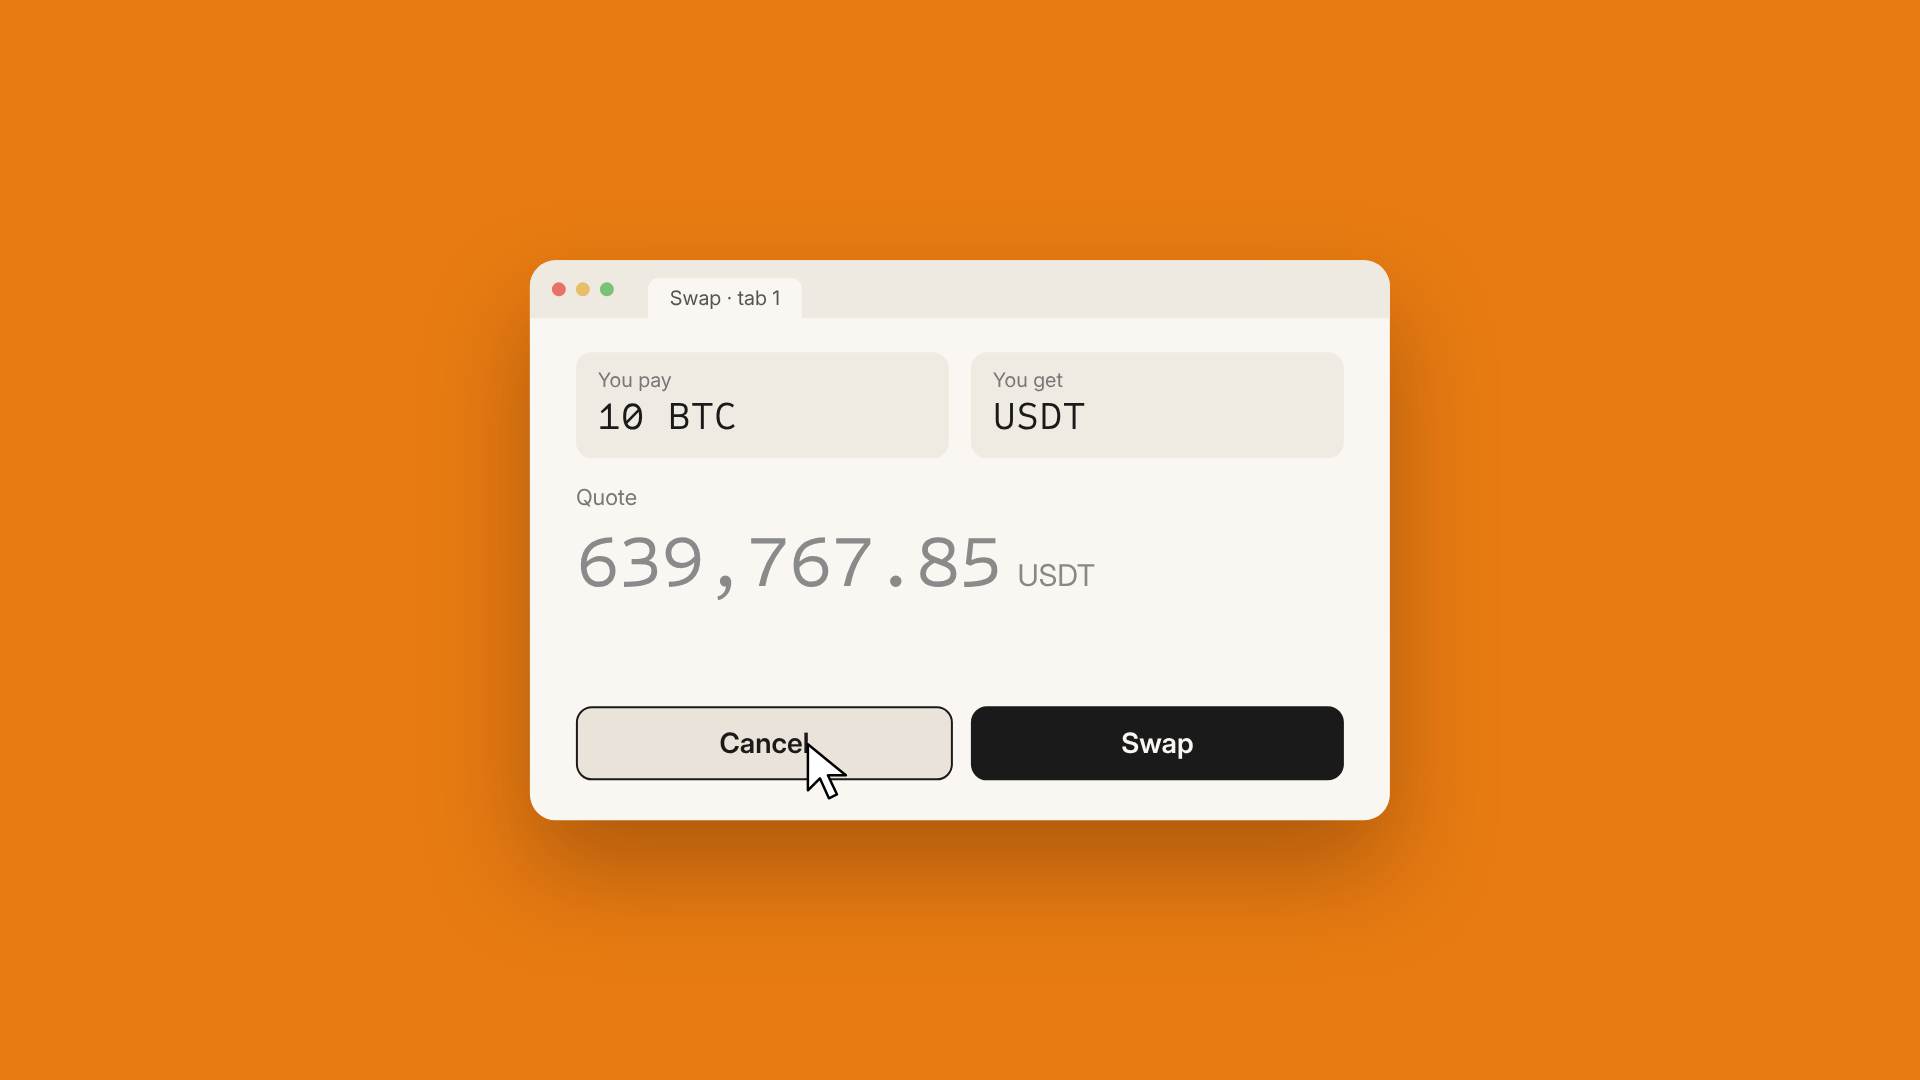 Swap · tab 1
You pay
10 BTC
You get
USDT
Quote
639,767.85 USDT
Cancel
Swap